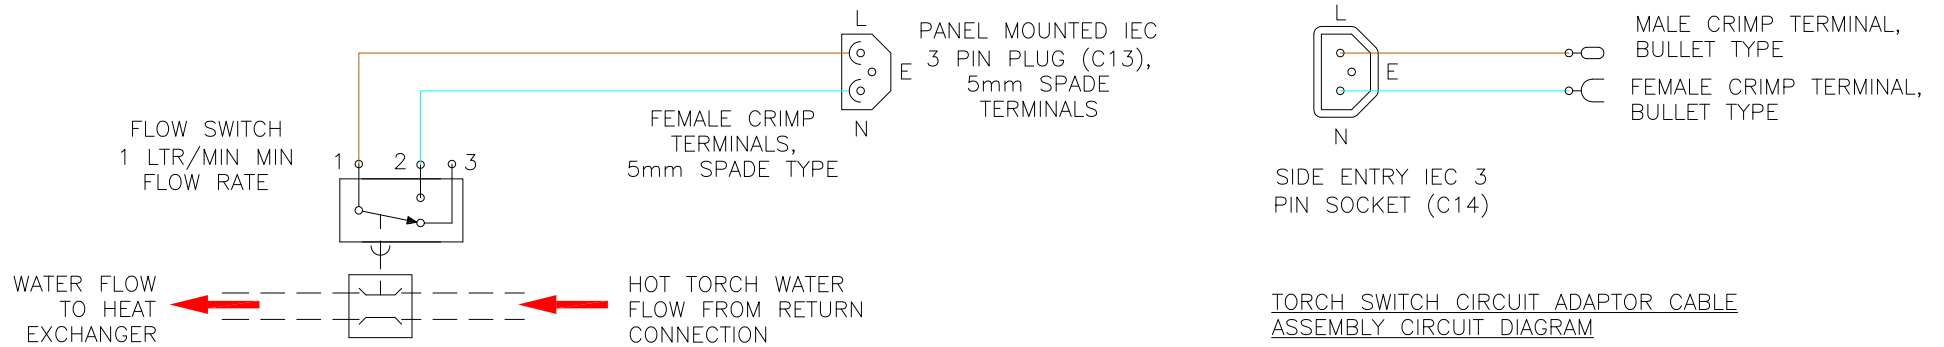 L
PANEL MOUNTED IEC
3 PIN PLUG (C13),
5mm SPADE
TERMINALS
E
N
FEMALE CRIMP
TERMINALS,
5mm SPADE TYPE
FLOW SWITCH
1 LTR/MIN MIN
FLOW RATE
1 2 3
WATER FLOW
TO HEAT
EXCHANGER
HOT TORCH WATER
FLOW FROM RETURN
CONNECTION
L
E
N
MALE CRIMP TERMINAL,
BULLET TYPE
FEMALE CRIMP TERMINAL,
BULLET TYPE
SIDE ENTRY IEC 3
PIN SOCKET (C14)
TORCH SWITCH CIRCUIT ADAPTOR CABLE
ASSEMBLY CIRCUIT DIAGRAM